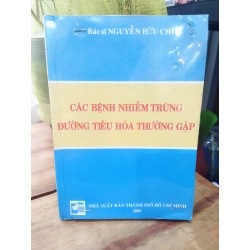 Bác sĩ NGUYỄN HỮU CHÍ
CÁC BỆNH NHIỄM TRÙNG
ĐƯỜNG TIÊU HÓA THƯỜNG GẶP
NHÀ XUẤT BẢN THÀNH PHỐ HỒ CHÍ MINH